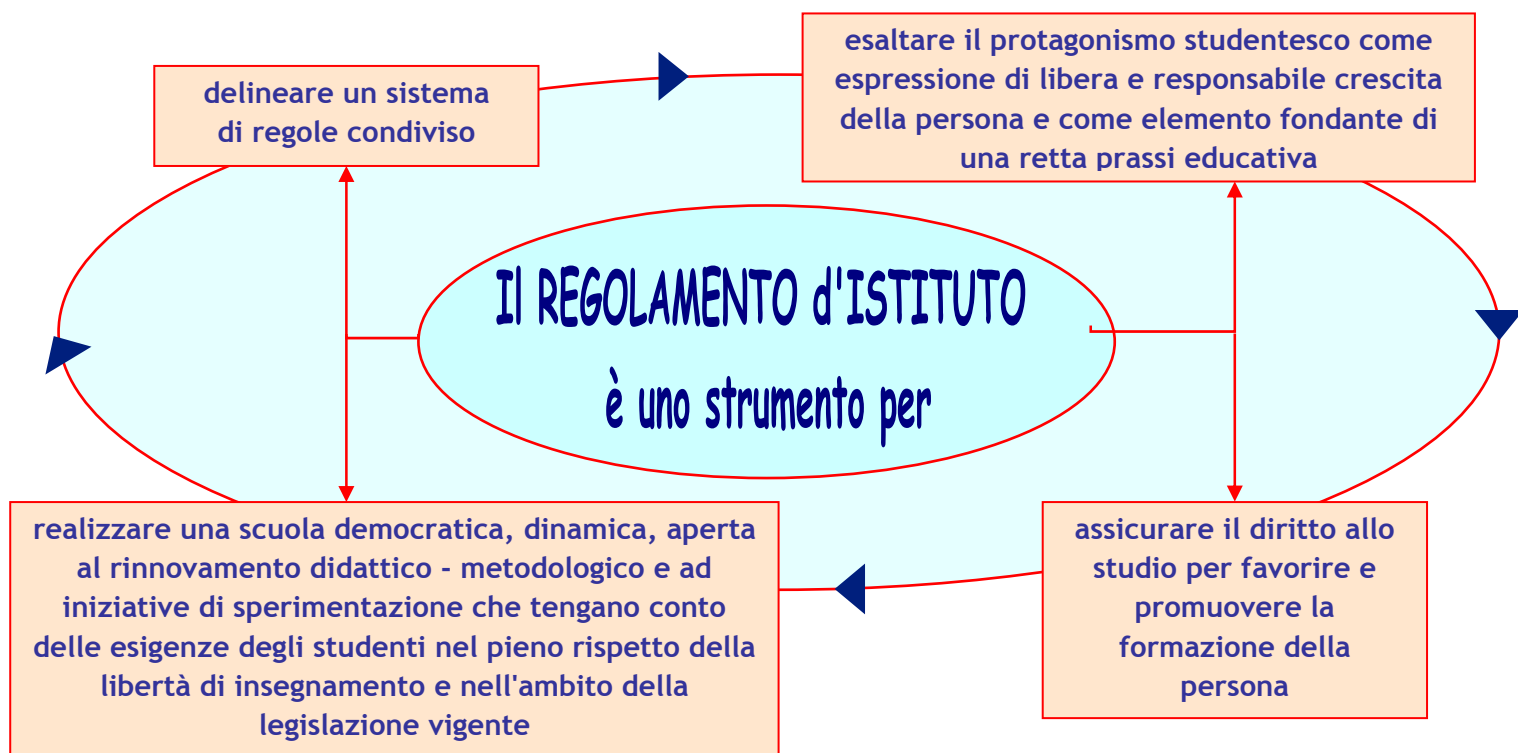 delineare un sistema
di regole condiviso
esaltare il protagonismo studentesco come
espressione di libera e responsabile crescita
della persona e come elemento fondante di
una retta prassi educativa
Il REGOLAMENTO d'ISTITUTO
è uno strumento per
realizzare una scuola democratica, dinamica, aperta
al rinnovamento didattico - metodologico e ad
iniziative di sperimentazione che tengano conto
delle esigenze degli studenti nel pieno rispetto della
libertà di insegnamento e nell'ambito della
legislazione vigente
assicurare il diritto allo
studio per favorire e
promuovere la
formazione della
persona